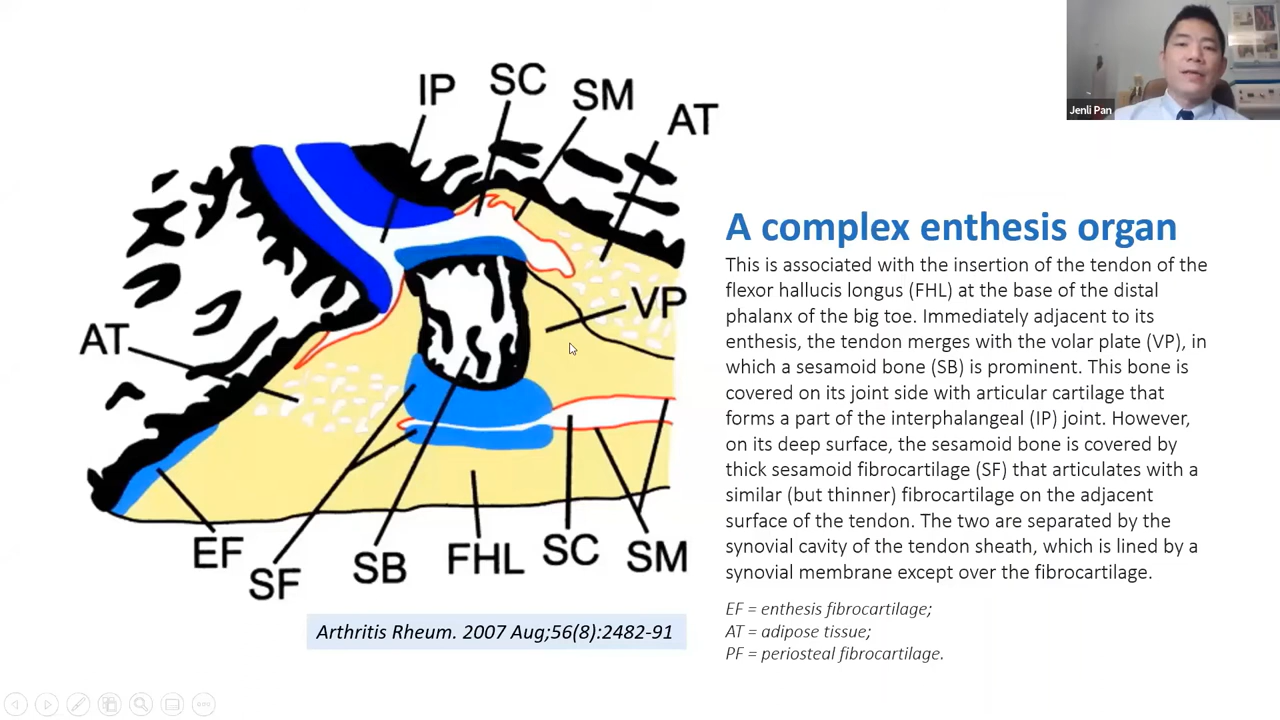 Jenli Pan
IP
SC
SM
AT
VP
AT
EF
SF
SB
FHL
SC
SM
Arthritis Rheum. 2007 Aug;56(8):2482-91
A complex enthesis organ
This is associated with the insertion of the tendon of the
flexor hallucis longus (FHL) at the base of the distal
phalanx of the big toe. Immediately adjacent to its
enthesis, the tendon merges with the volar plate (VP), in
which a sesamoid bone (SB) is prominent. This bone is
covered on its joint side with articular cartilage that
forms a part of the interphalangeal (IP) joint. However,
on its deep surface, the sesamoid bone is covered by
thick sesamoid fibrocartilage (SF) that articulates with a
similar (but thinner) fibrocartilage on the adjacent
surface of the tendon. The two are separated by the
synovial cavity of the tendon sheath, which is lined by a
synovial membrane except over the fibrocartilage.
EF = enthesis fibrocartilage;
AT = adipose tissue;
PF = periosteal fibrocartilage.